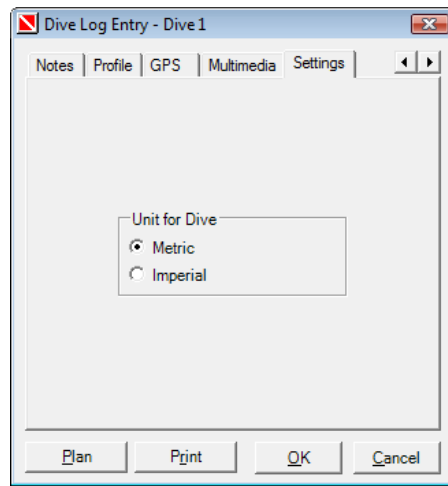 Dive Log Entry - Dive 1
Notes Profile GPS Multimedia Settings
Unit for Dive
Metric
Imperial
Plan Print OK Cancel